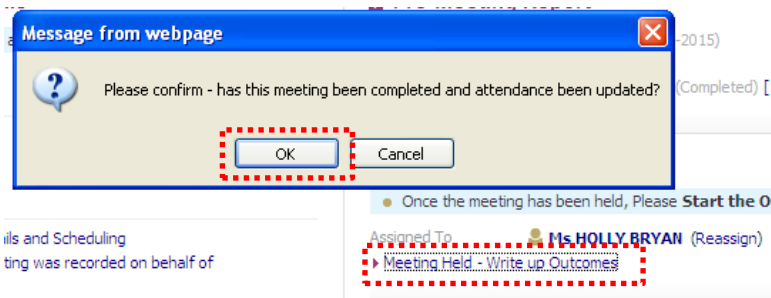 Message from webpage
-2015)
Please confirm - has this meeting been completed and attendance been updated?
(Completed) [
OK
Cancel
Once the meeting has been held, Please Start the O
ils and Scheduling
Assigned To Ms HOLLY BRYAN (Reassign)
ting was recorded on behalf of
Meeting Held - Write up Outcomes